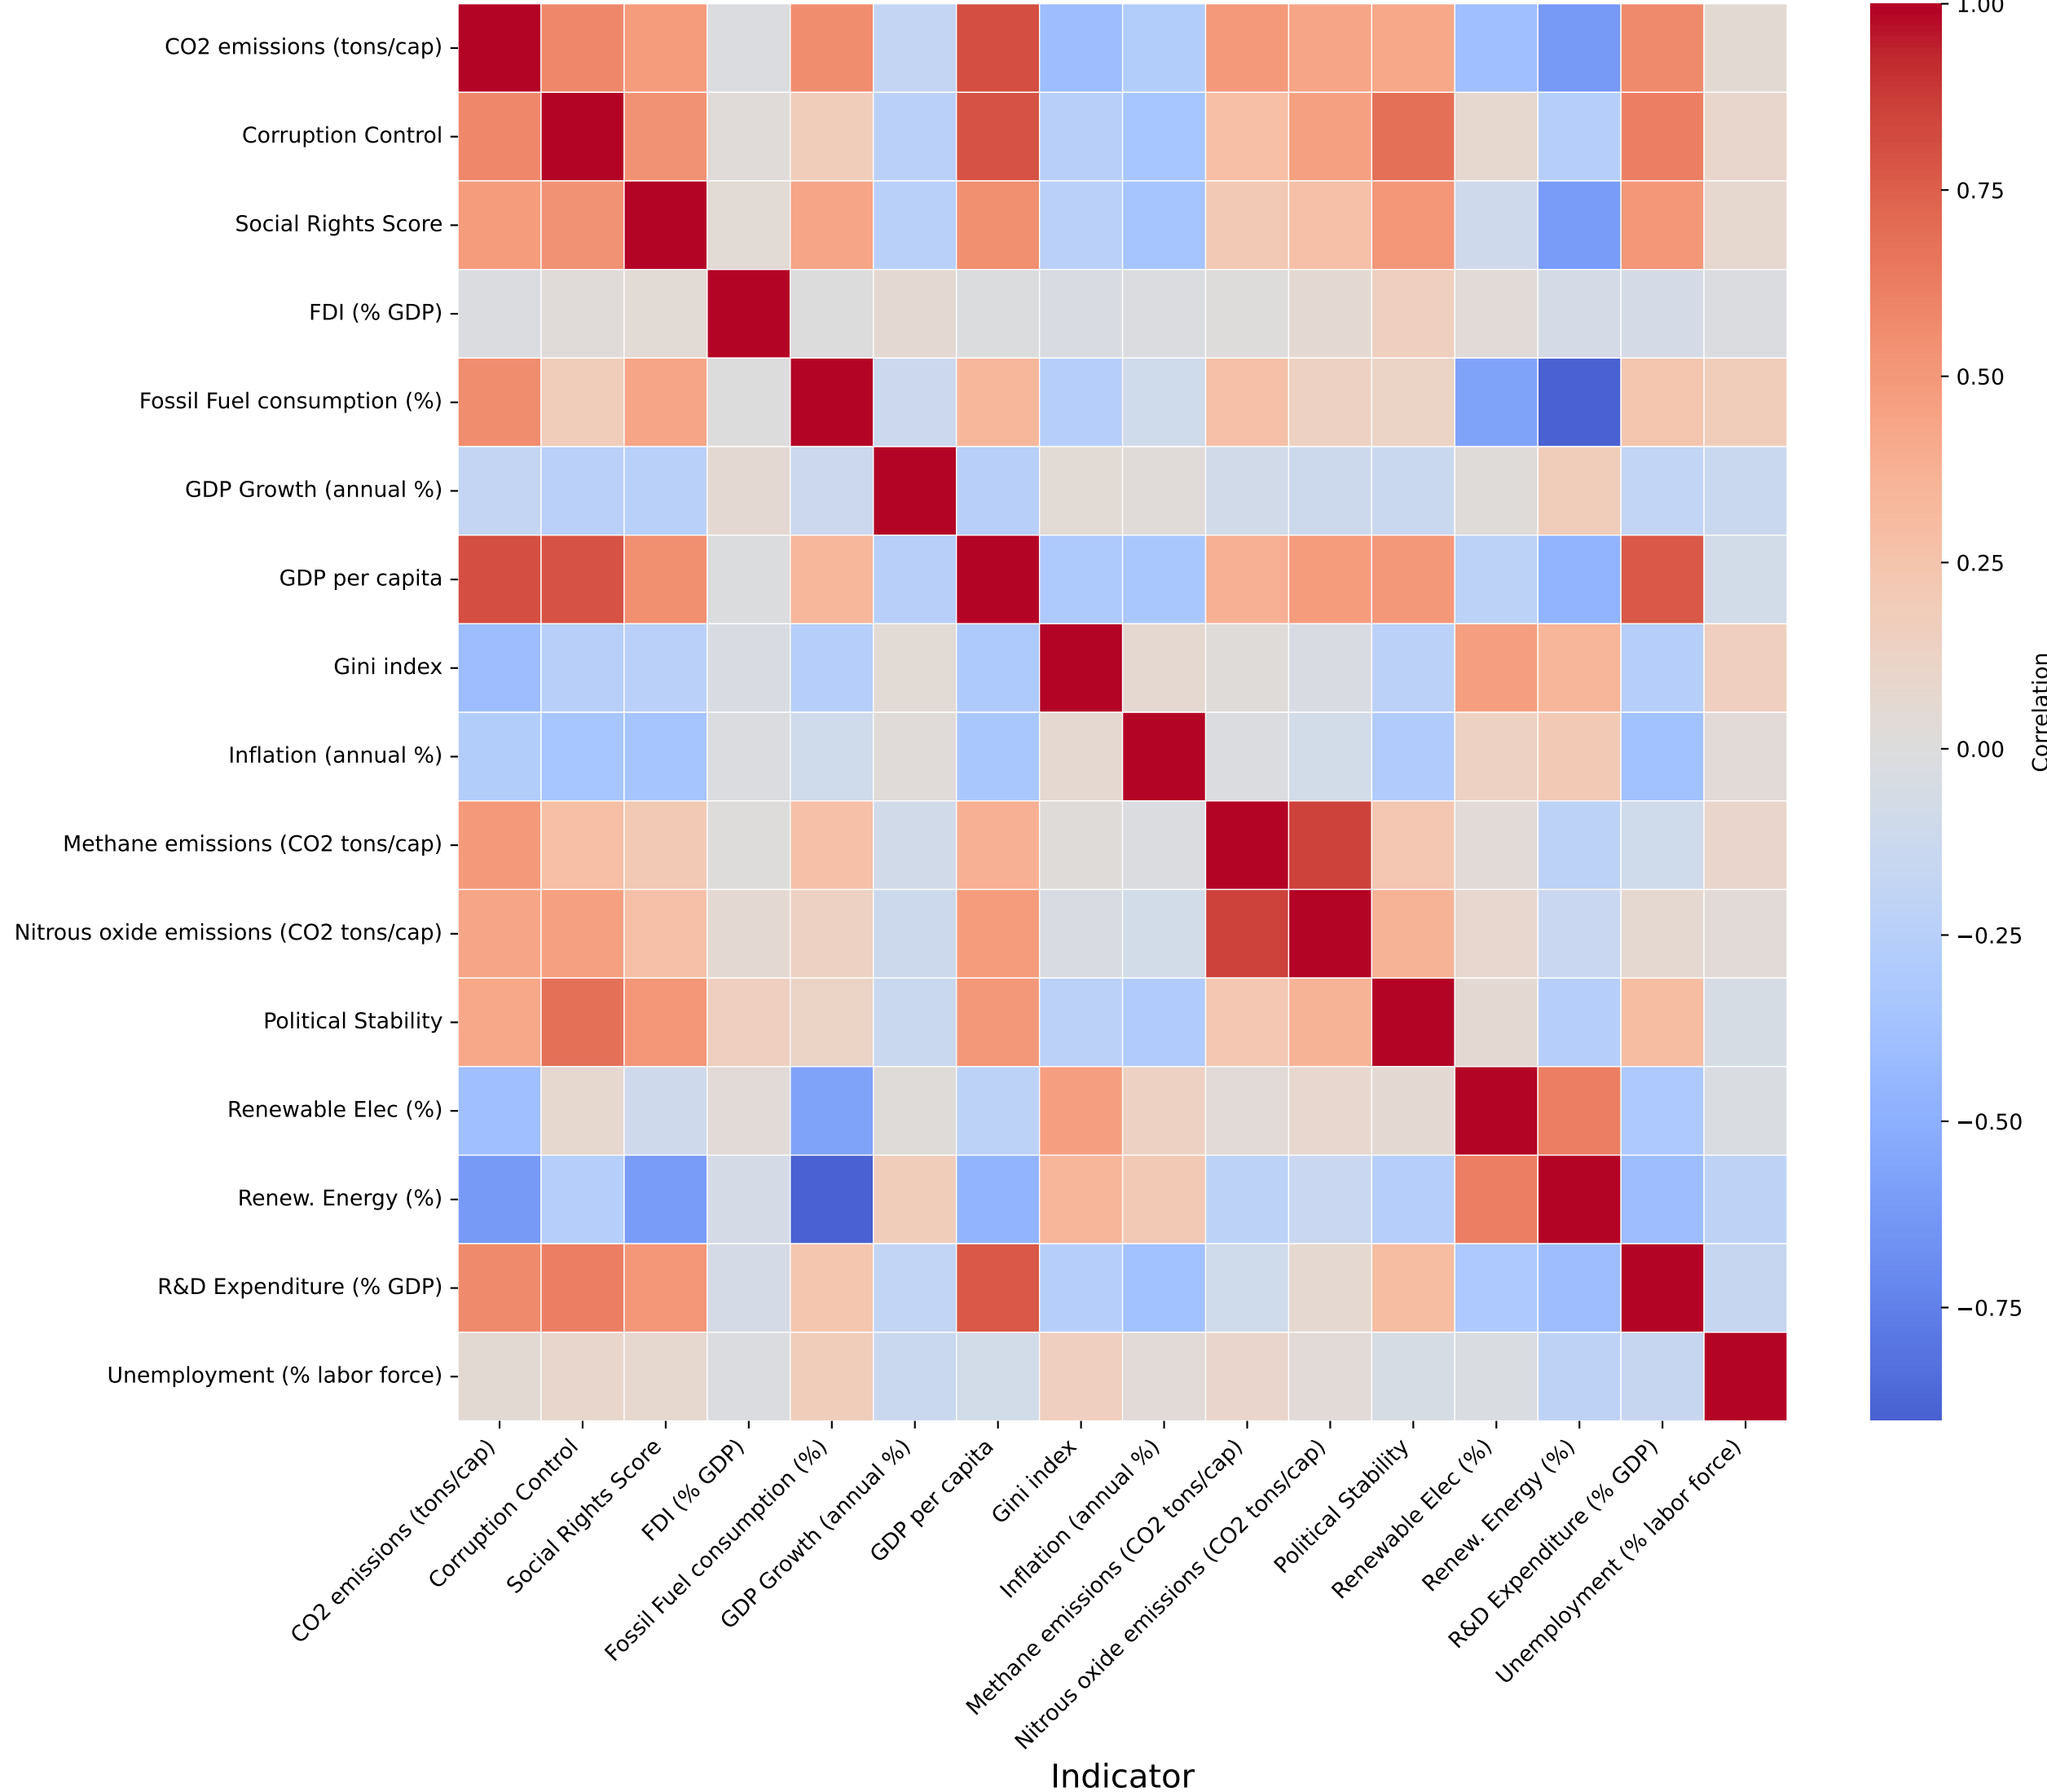 CO2 emissions (tons/cap)
Corruption Control
Social Rights Score
FDI (% GDP)
Fossil Fuel consumption (%)
GDP Growth (annual %)
GDP per capita
Gini index
Inflation (annual %)
Methane emissions (CO2 tons/cap)
Nitrous oxide emissions (CO2 tons/cap)
Political Stability
Renewable Elec (%)
Renew. Energy (%)
R&D Expenditure (% GDP)
Unemployment (% labor force)
CO2 emissions (tons/cap)
Corruption Control
Social Rights Score
FDI (% GDP)
Fossil Fuel consumption (%)
GDP Growth (annual %)
GDP per capita
Gini index
Inflation (annual %)
Methane emissions (CO2 tons/cap)
Nitrous oxide emissions (CO2 tons/cap)
Political Stability
Renewable Elec (%)
Renew. Energy (%)
R&D Expenditure (% GDP)
Unemployment (% labor force)
Indicator
1.00
0.75
0.50
0.25
0.00
−0.25
−0.50
−0.75
Correlation